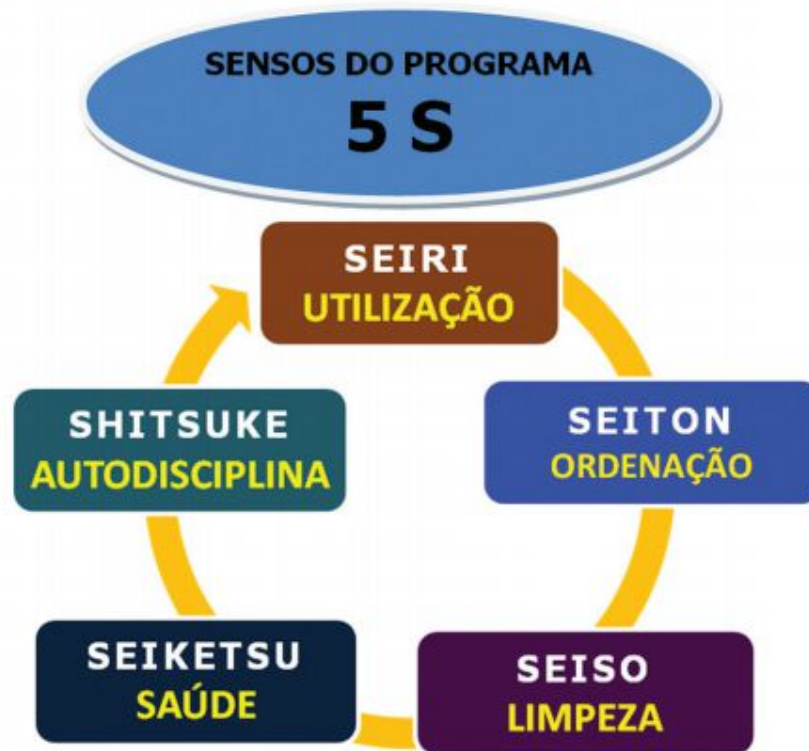 SENSOS DO PROGRAMA
5 S
SEIRI
UTILIZAÇÃO
SEITON
ORDENAÇÃO
SEISO
LIMPEZA
SEIKETSU
SAÚDE
SHITSUKE
AUTODISCIPLINA